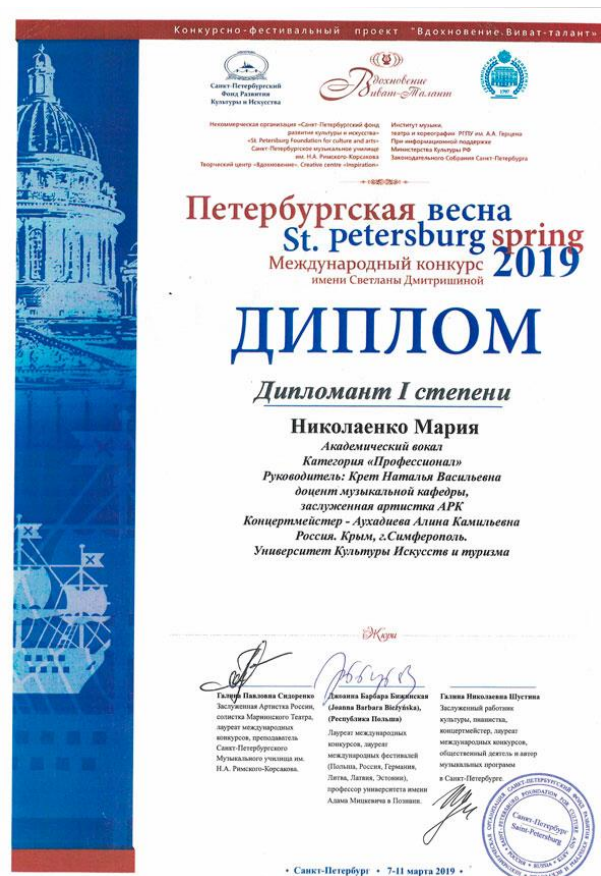 Конкурсно-фестивальный проект "Вдохновение.Виват-талант»
Санкт-Петербургский
Фонд Развития
Культуры и Искусства
Вдохновение
Виват-Талант
Некоммерческая организация «Санкт-Петербургский фонд
развития культуры и искусства»
«St. Petersburg Foundation for culture and arts»
Санкт-Петербургское музыкальное училище
им. Н.А. Римского-Корсакова
Творческий центр «Вдохновение». Creative centre «Inspiration»
Институт музыки,
театра и хореографии РГПУ им. А.А. Герцена
При информационной поддержке
Министерства Культуры РФ
Законодательного Собрания Санкт-Петербурга
Петербургская весна
St. petersburg spring
Международный конкурс 2019
имени Светланы Дмитришиной
ДИПЛОМ
Дипломант I степени
Николаенко Мария
Академический вокал
Категория «Профессионал»
Руководитель: Крет Наталья Васильевна
доцент музыкальной кафедры,
заслуженная артистка АРК
Концертмейстер - Аухадиева Алина Камильевна
Россия. Крым, г.Симферополь.
Университет Культуры Искусств и туризма
Жюри
Галина Павловна Сидоренко
Заслуженная Артистка России,
солистка Мариинского Театра,
лауреат международных
конкурсов, преподаватель
Санкт-Петербургского
Музыкального училища им.
Н.А. Римского-Корсакова.
Джоанна Барбара Бижинская
(Joanna Barbara Bieżyńska),
(Республика Польша)
Лауреат международных
конкурсов, лауреат
международных фестивалей
(Польша, Россия, Германия,
Литва, Латвия, Эстония),
профессор университета имени
Адама Мицкевича в Познани.
Галина Николаевна Шустина
Заслуженный работник
культуры, пианистка,
концертмейстер, лауреат
международных конкурсов,
общественный деятель и автор
музыкальных программ
в Санкт-Петербурге.
Санкт-Петербург
Saint-Petersburg
• Санкт-Петербург • 7-11 марта 2019 •